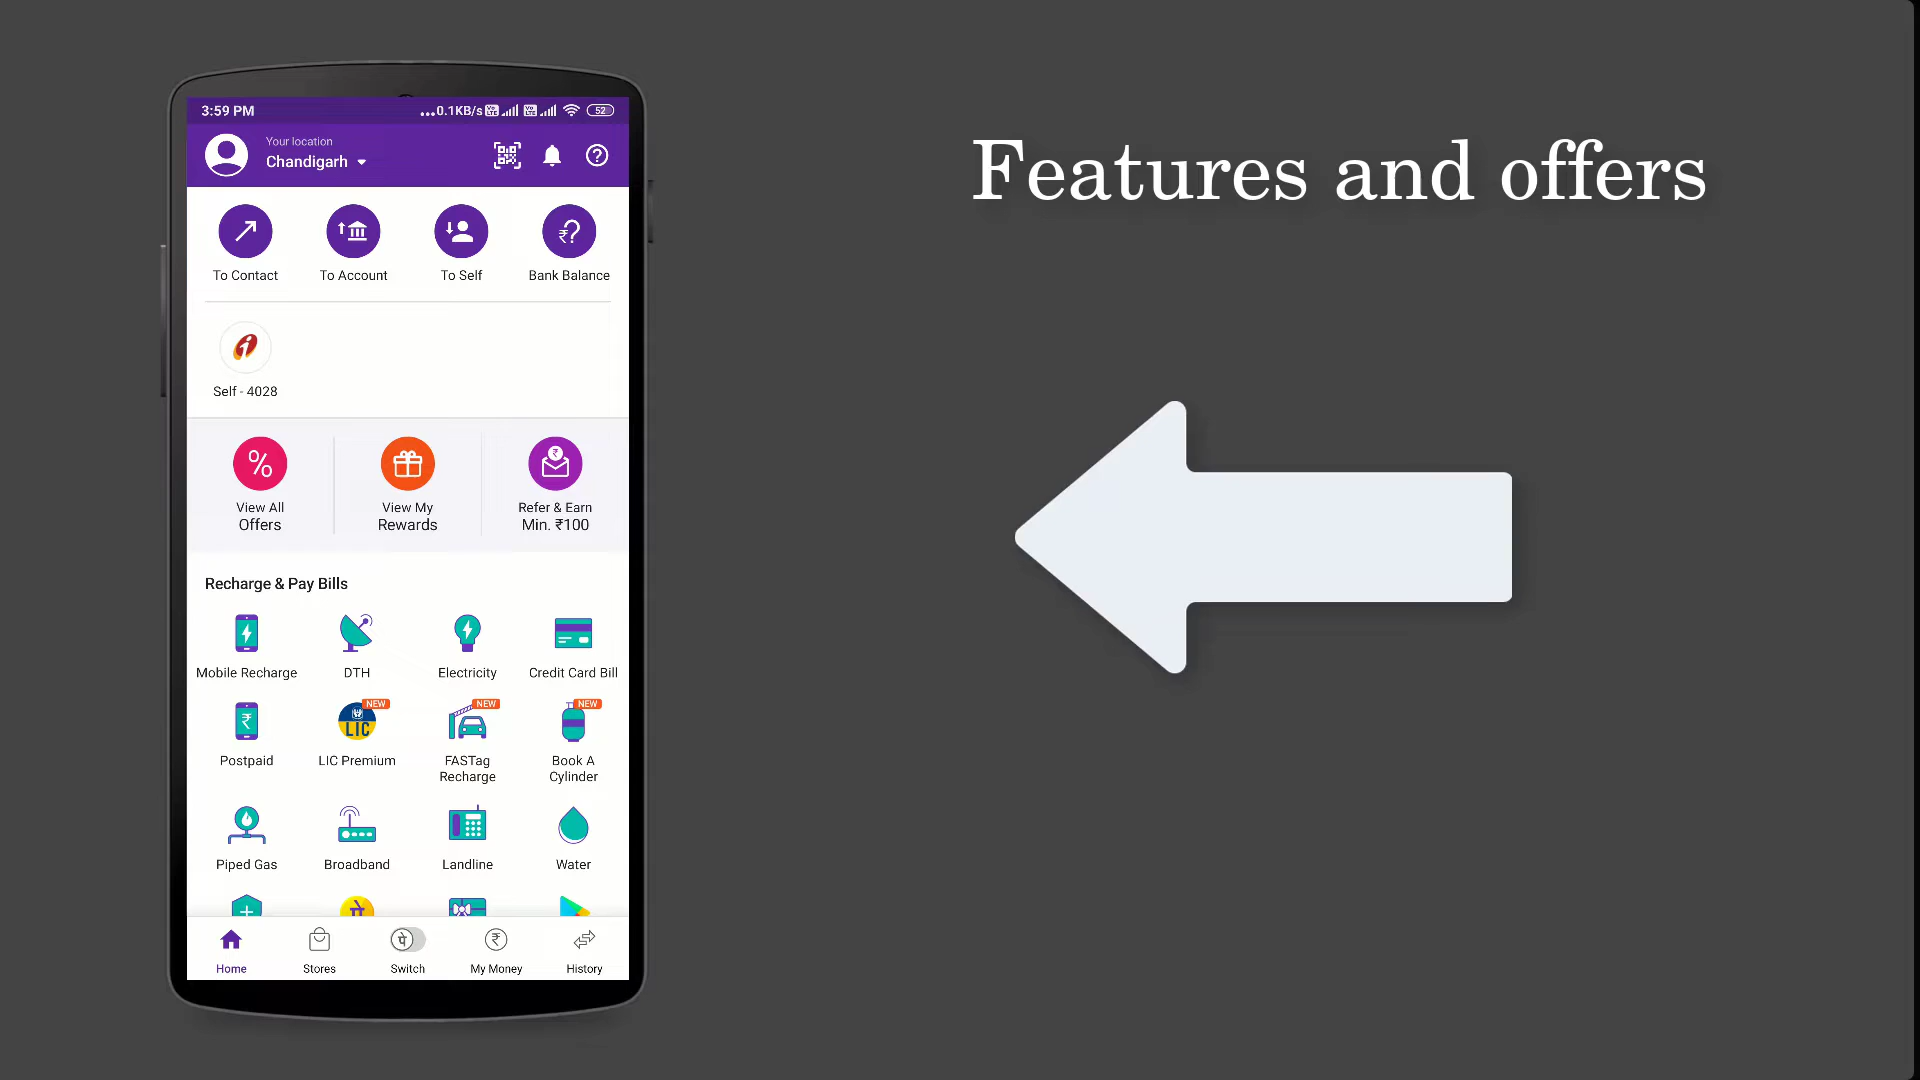 Features and offers
3:59 PM
...0.1KB/s
52
Your location
Chandigarh
To Contact
To Account
To Self
Bank Balance
Self - 4028
View All
Offers
View My
Rewards
Refer & Earn
Min. ₹100
Recharge & Pay Bills
Mobile Recharge
DTH
Electricity
Credit Card Bill
NEW
NEW
NEW
LIC
Postpaid
LIC Premium
FASTag
Recharge
Book A
Cylinder
Piped Gas
Broadband
Landline
Water
Home
Stores
Switch
My Money
History